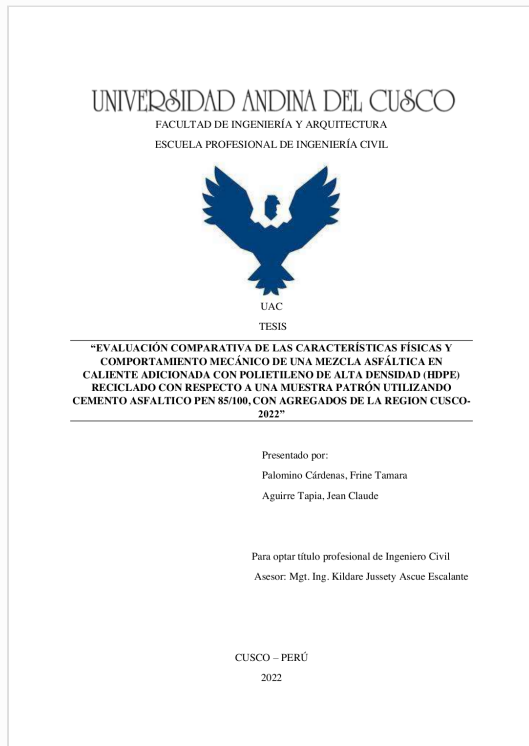 UNIVERSIDAD ANDINA DEL CUSCO
FACULTAD DE INGENIERÍA Y ARQUITECTURA
ESCUELA PROFESIONAL DE INGENIERÍA CIVIL
UAC
TESIS
“EVALUACIÓN COMPARATIVA DE LAS CARACTERÍSTICAS FÍSICAS Y
COMPORTAMIENTO MECÁNICO DE UNA MEZCLA ASFÁLTICA EN
CALIENTE ADICIONADA CON POLIETILENO DE ALTA DENSIDAD (HDPE)
RECICLADO CON RESPECTO A UNA MUESTRA PATRÓN UTILIZANDO
CEMENTO ASFALTICO PEN 85/100, CON AGREGADOS DE LA REGION CUSCO-
2022”
Presentado por:
Palomino Cárdenas, Frine Tamara
Aguirre Tapia, Jean Claude
Para optar título profesional de Ingeniero Civil
Asesor: Mgt. Ing. Kildare Jussety Ascue Escalante
CUSCO – PERÚ
2022